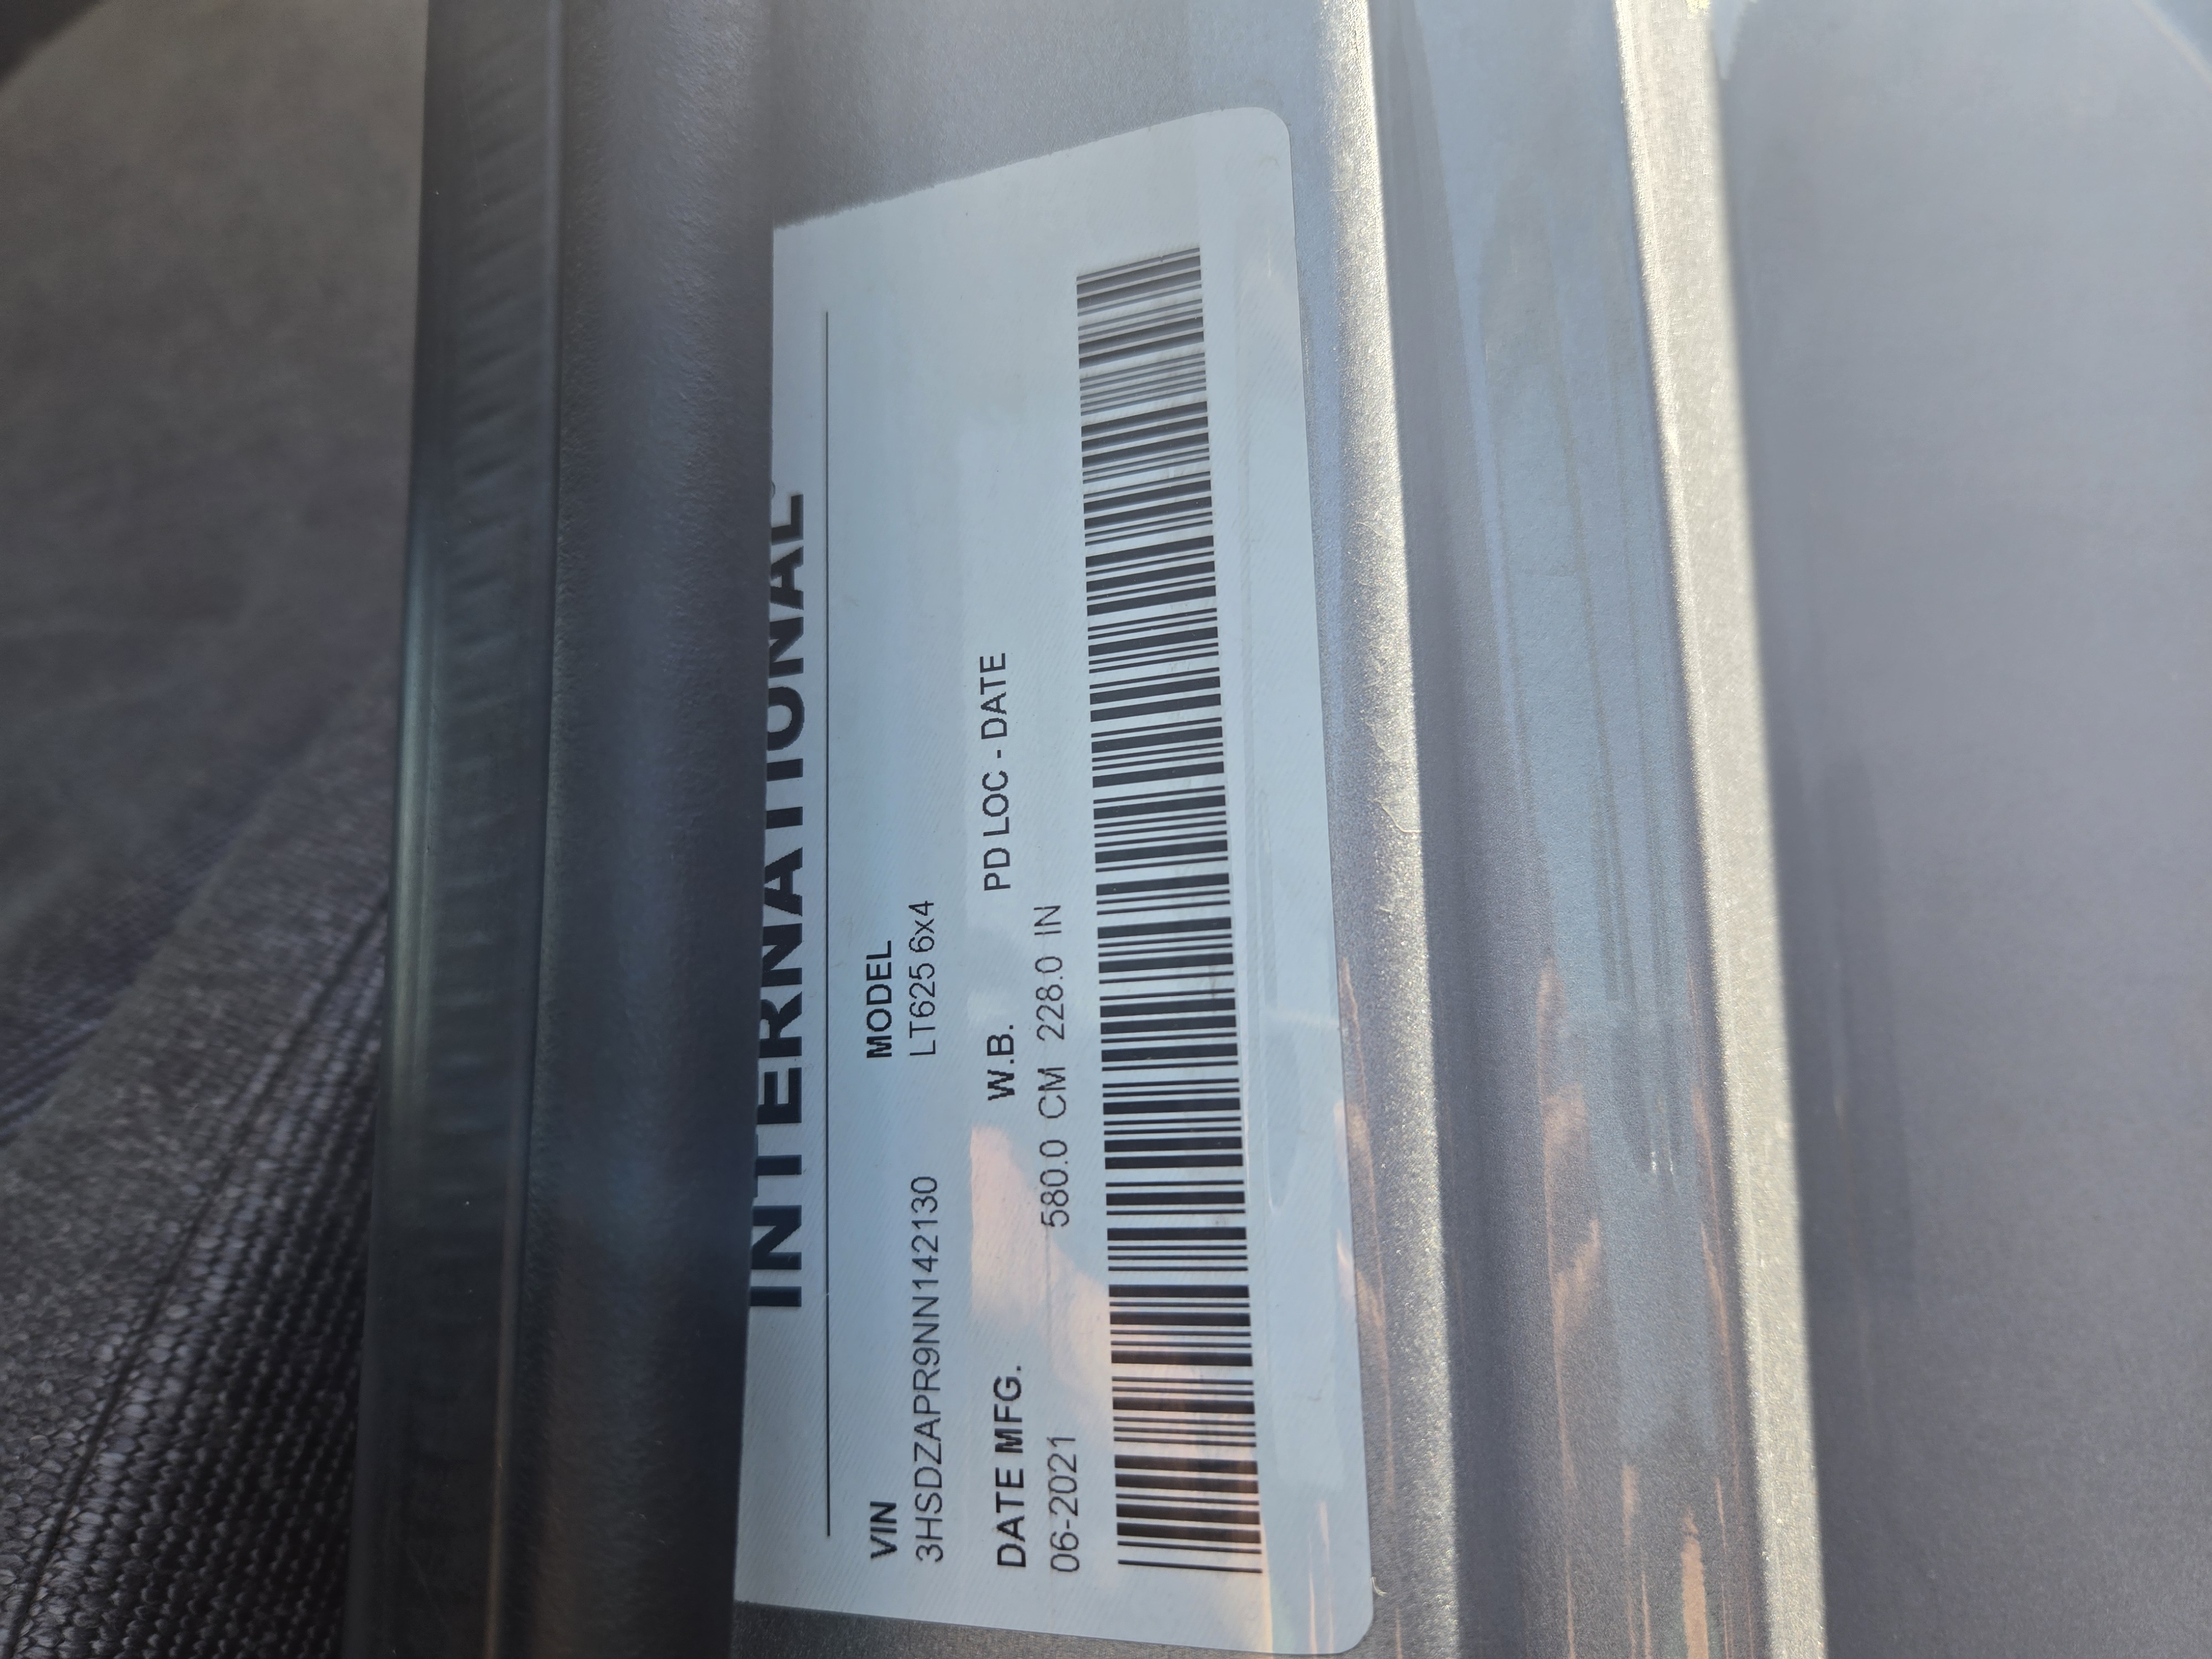 INTERNATIONAL
VIN MODEL
3HSDZAPR9NN142130 LT625 6x4
DATE MFG. W.B. PD LOC - DATE
06-2021 580.0 CM 228.0 IN